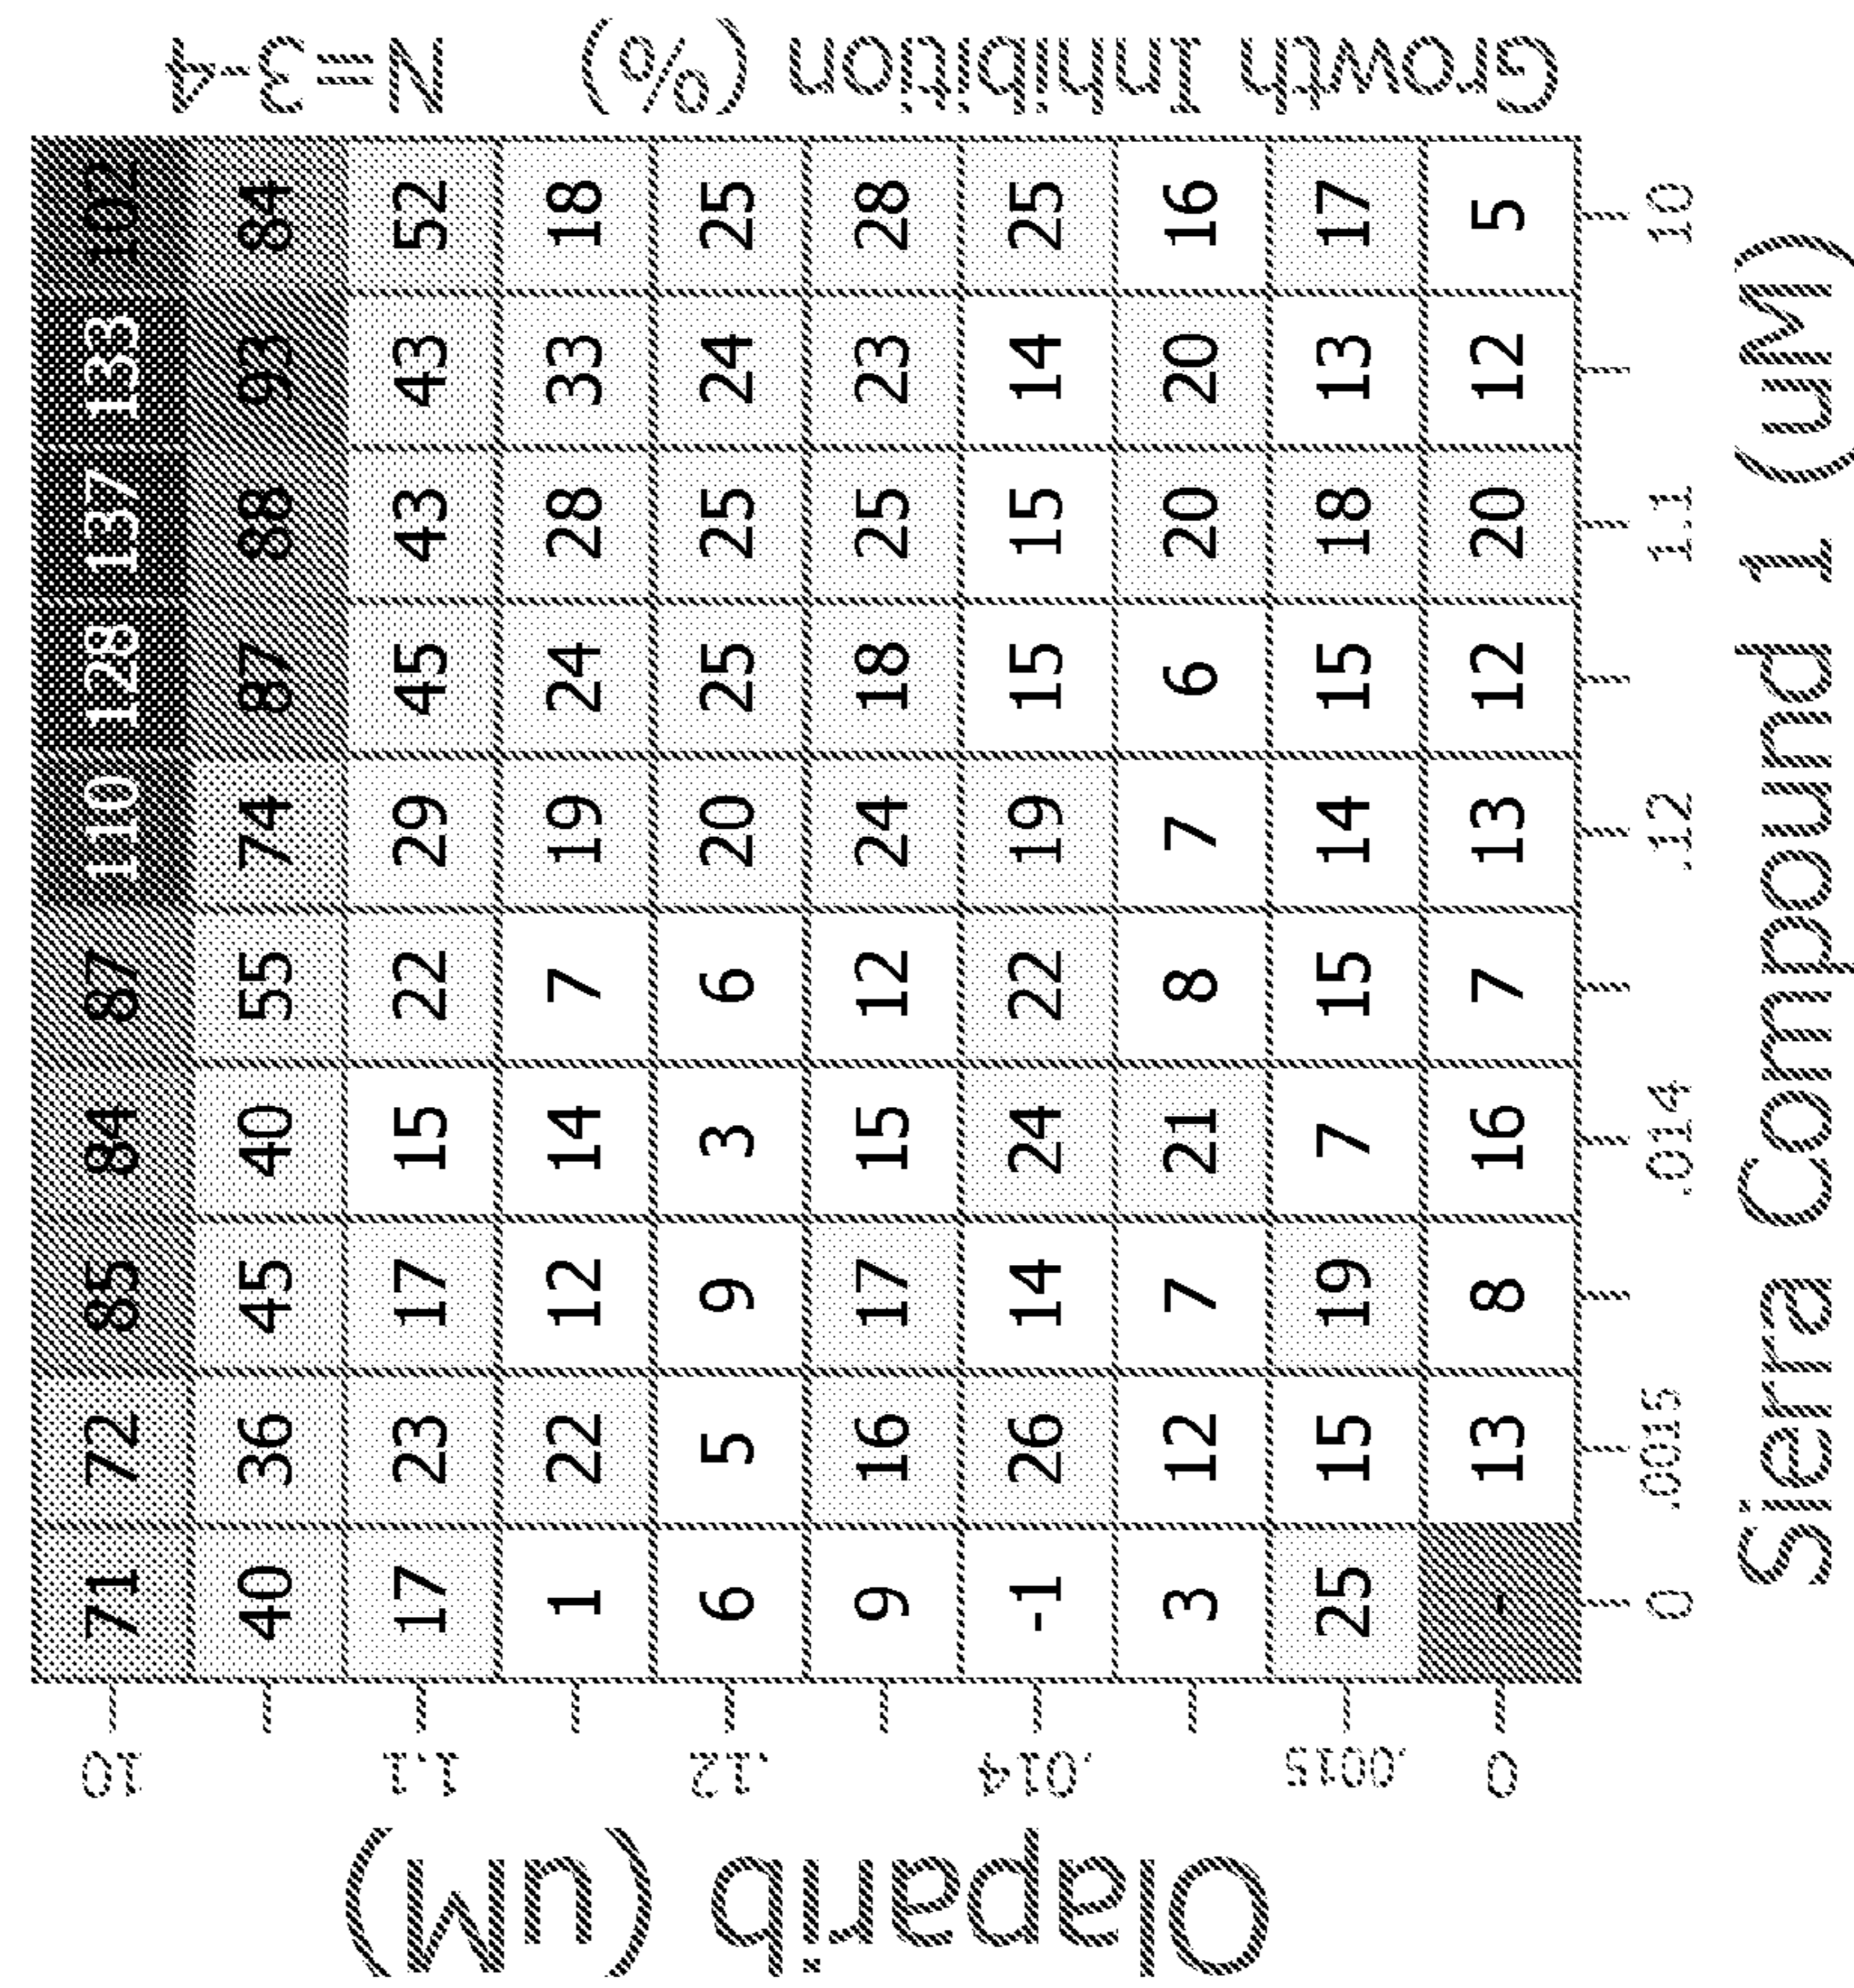 Olaparib (uM)
10 71 72 85 84 87 110 128 137 133 102
40 36 45 40 55 74 87 88 93 84
1.1 17 23 17 15 22 29 45 43 43 52
1 22 12 14 7 19 24 28 33 18
.12 6 5 9 3 6 20 25 25 24 25
9 16 17 15 12 24 18 25 23 28
.014 -1 26 14 24 22 19 15 15 14 25
3 12 7 21 8 7 6 20 20 16
.0015 25 15 19 7 15 14 15 18 13 17
0 - 13 8 16 7 13 12 20 12 5
0 .0015 .014 .12 1.1 10
Sierra Compound 1 (uM)
Growth Inhibition (%) N=3-4